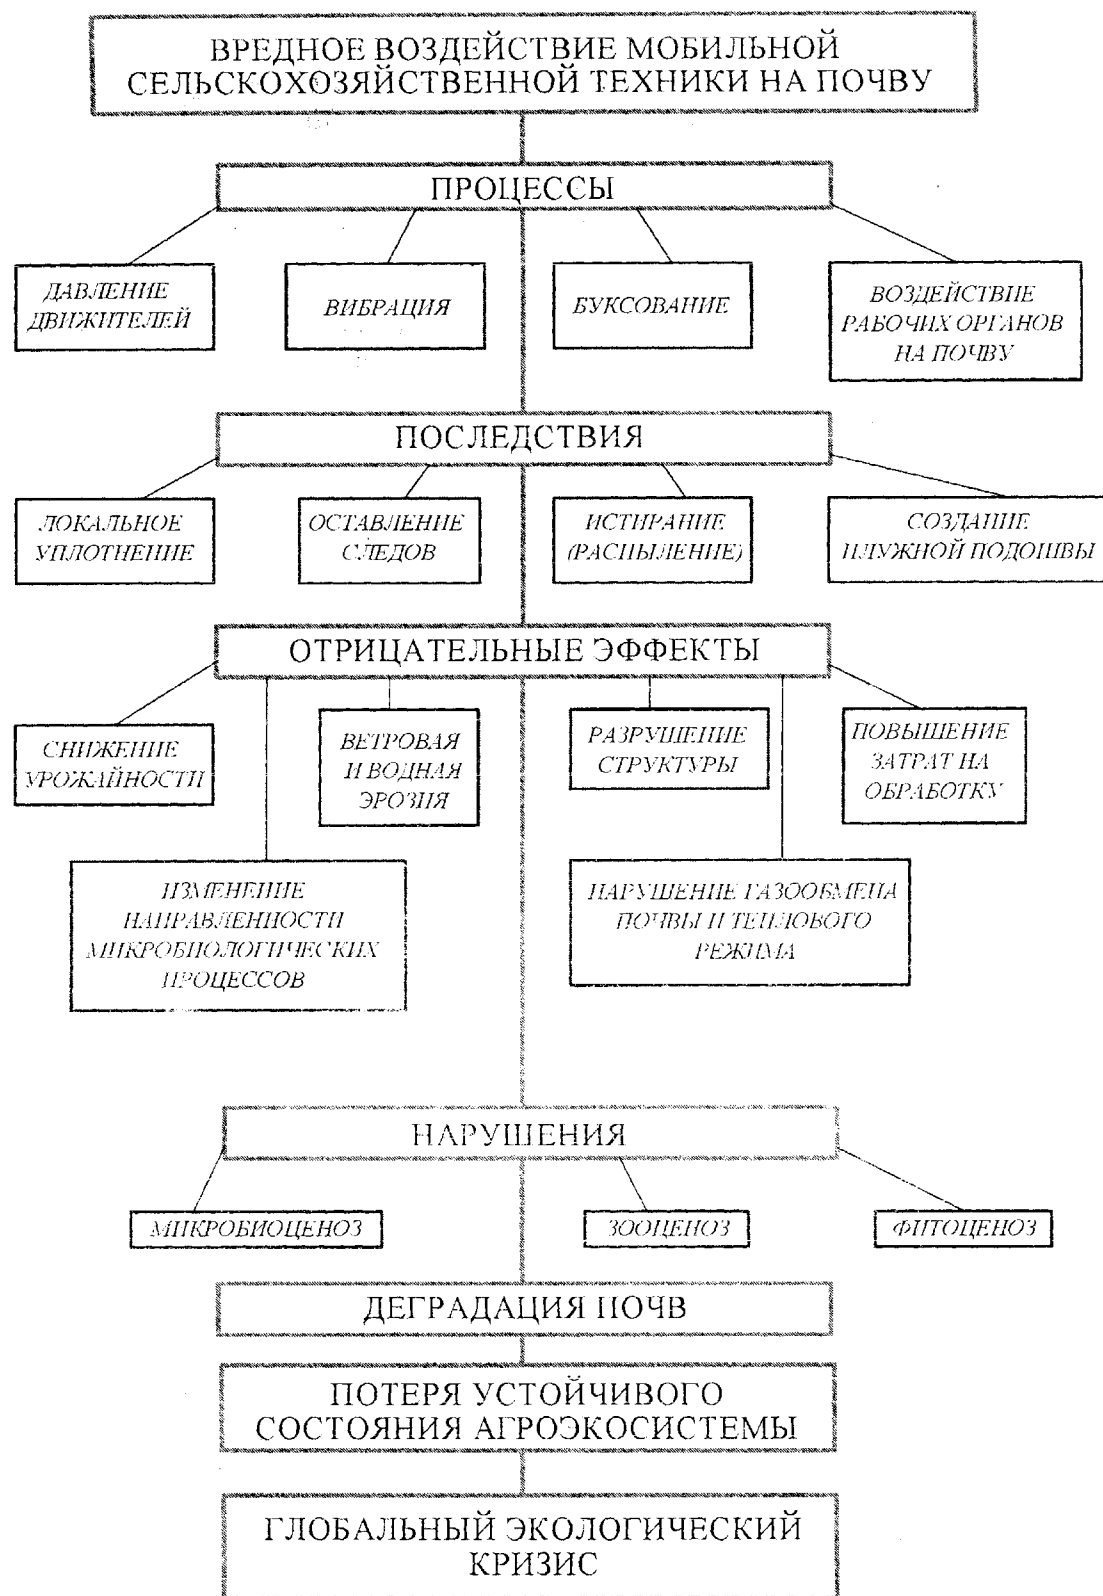 ВРЕДНОЕ ВОЗДЕЙСТВИЕ МОБИЛЬНОЙ
СЕЛЬСКОХОЗЯЙСТВЕННОЙ ТЕХНИКИ НА ПОЧВУ
ПРОЦЕССЫ
ДАВЛЕНИЕ
ДВИЖИТЕЛЕЙ
ВИБРАЦИЯ
БУКСОВАНИЕ
ВОЗДЕЙСТВИЕ
РАБОЧИХ ОРГАНОВ
НА ПОЧВУ
ПОСЛЕДСТВИЯ
ЛОКАЛЬНОЕ
УПЛОТНЕНИЕ
ОСТАВЛЕНИЕ
СЛЕДОВ
ИСТИРАНИЕ
(РАСПЫЛЕНИЕ)
СОЗДАНИЕ
ПЛУЖНОЙ ПОДОШВЫ
ОТРИЦАТЕЛЬНЫЕ ЭФФЕКТЫ
СНИЖЕНИЕ
УРОЖАЙНОСТИ
ВЕТРОВАЯ
И ВОДНАЯ
ЭРОЗИЯ
РАЗРУШЕНИЕ
СТРУКТУРЫ
ПОВЫШЕНИЕ
ЗАТРАТ НА
ОБРАБОТКУ
ИЗМЕНЕНИЕ
НАПРАВЛЕННОСТИ
МИКРОБИОЛОГИЧЕСКИХ
ПРОЦЕССОВ
НАРУШЕНИЕ ГАЗООБМЕНА
ПОЧВЫ И ТЕПЛОВОГО
РЕЖИМА
НАРУШЕНИЯ
МИКРОБИОЦЕНОЗ
ЗООЦЕНОЗ
ФИТОЦЕНОЗ
ДЕГРАДАЦИЯ ПОЧВ
ПОТЕРЯ УСТОЙЧИВОГО
СОСТОЯНИЯ АГРОЭКОСИСТЕМЫ
ГЛОБАЛЬНЫЙ ЭКОЛОГИЧЕСКИЙ
КРИЗИС